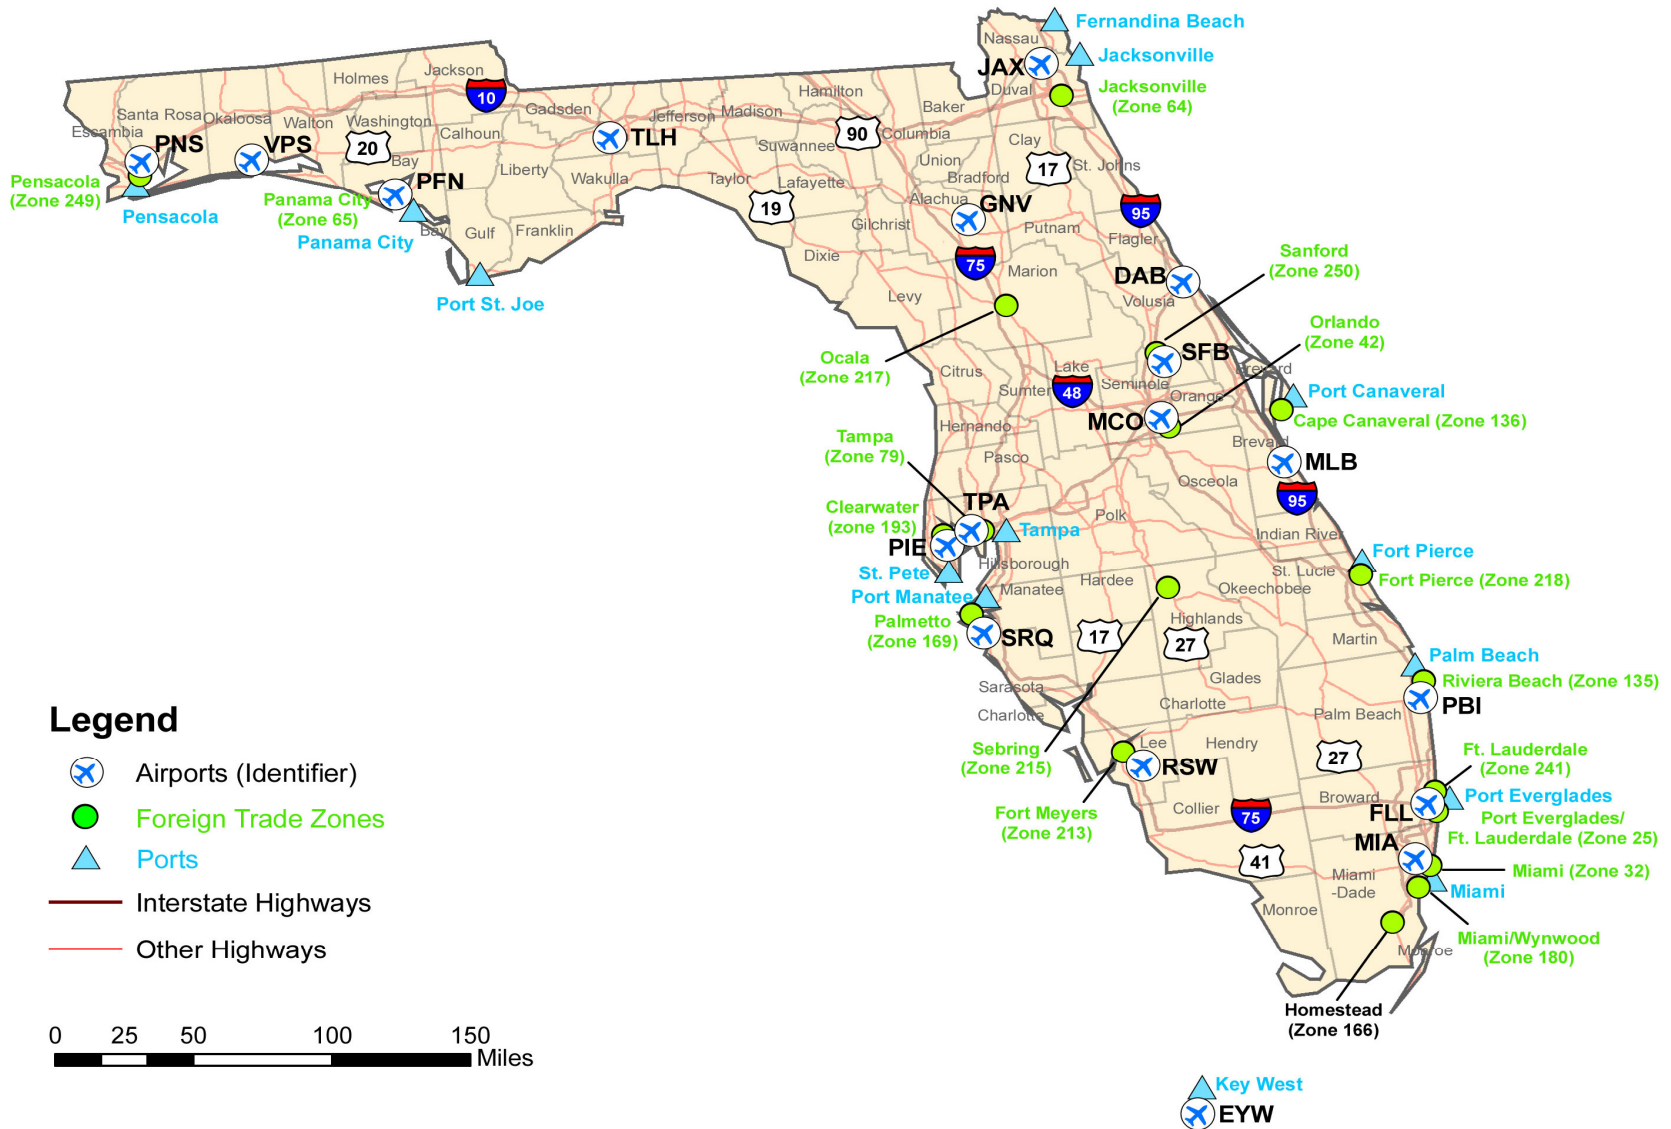 Fernandina Beach
Nassau
Jacksonville
JAX
Duval
Jacksonville
(Zone 64)
Holmes
Jackson
10
Hamilton
Baker
Santa Rosa
Okaloosa
Walton
Washington
Gadsden
Jefferson
Madison
Escambia
Calhoun
90
Columbia
Clay
PNS
VPS
20
TLH
Suwannee
Union
17
St. Johns
Bay
Liberty
Bradford
Pensacola
(Zone 249)
PFN
Wakulla
Taylor
Lafayette
Alachua
GNV
95
Panama City
(Zone 65)
19
Pensacola
Panama City
Bay
Gulf
Franklin
Gilchrist
Putnam
Flagler
Dixie
75
Marion
Sanford
(Zone 250)
DAB
Port St. Joe
Levy
Volusia
Orlando
(Zone 42)
Ocala
(Zone 217)
SFB
Citrus
Lake
Brevard
Sumter
48
Seminole
Port Canaveral
Orange
MCO
Cape Canaveral (Zone 136)
Hernando
Tampa
(Zone 79)
Brevard
Pasco
MLB
Osceola
95
TPA
Clearwater
(zone 193)
Polk
Tampa
Indian River
PIE
Fort Pierce
Hillsborough
St. Pete
St. Lucie
Fort Pierce (Zone 218)
Hardee
Okeechobee
Port Manatee
Manatee
Palmetto
(Zone 169)
Highlands
SRQ
17
27
Martin
Palm Beach
Sarasota
Glades
Riviera Beach (Zone 135)
Charlotte
Charlotte
Palm Beach
PBI
Legend
Sebring
(Zone 215)
Lee
Hendry
27
Ft. Lauderdale
(Zone 241)
RSW
Airports (Identifier)
Fort Meyers
(Zone 213)
Collier
75
Broward
Port Everglades
FLL
Port Everglades/
Ft. Lauderdale (Zone 25)
Foreign Trade Zones
MIA
Ports
41
Miami
-Dade
Miami (Zone 32)
Miami
Interstate Highways
Monroe
Miami/Wynwood
(Zone 180)
Other Highways
Monroe
Homestead
(Zone 166)
0 25 50 100 150
Miles
Key West
EYW